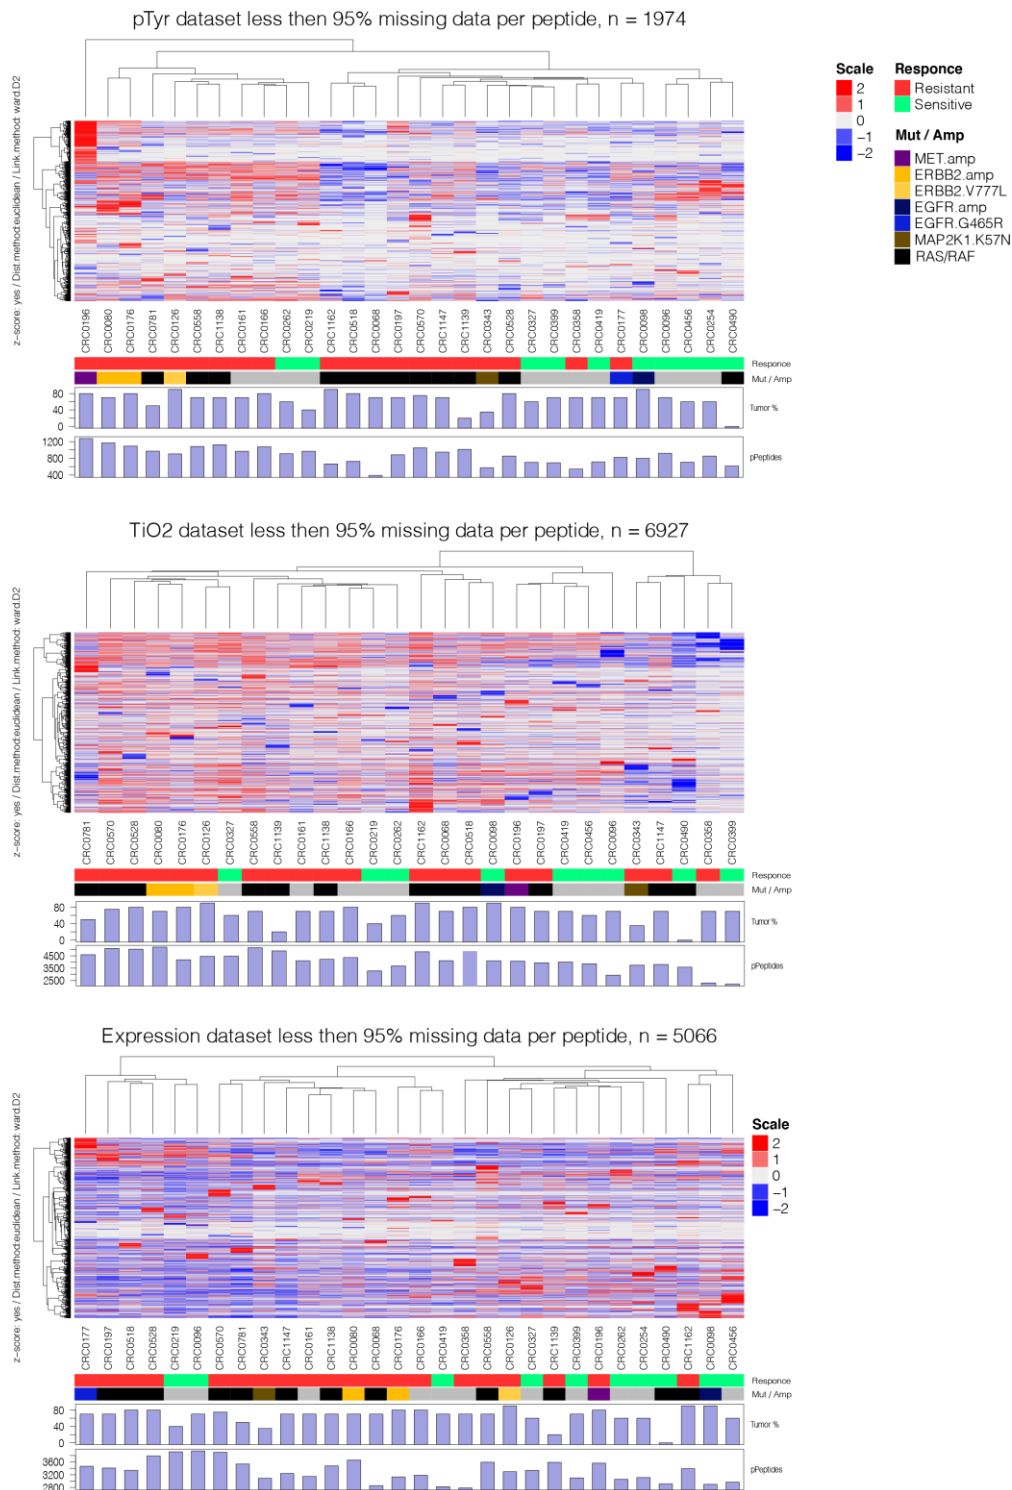 pTyr dataset less then 95% missing data per peptide, n = 1974
Scale
2
1
0
−1
−2
Responce
Resistant
Sensitive
Mut / Amp
MET.amp
ERBB2.amp
ERBB2.V777L
EGFR.amp
EGFR.G465R
MAP2K1.K57N
RAS/RAF
z−score: yes / Dist.method:euclidean / Link.method: ward.D2
CRC0196 CRC0080 CRC0176 CRC0781 CRC0126 CRC0558 CRC1138 CRC0161 CRC0166 CRC0262 CRC0219 CRC1162 CRC0518 CRC0068 CRC0197 CRC0570 CRC1147 CRC1139 CRC0343 CRC0528 CRC0327 CRC0399 CRC0358 CRC0419 CRC0177 CRC0098 CRC0096 CRC0456 CRC0254 CRC0490
Responce
Mut / Amp
80
40
0
Tumor %
1200
800
400
pPeptides
TiO2 dataset less then 95% missing data per peptide, n = 6927
z−score: yes / Dist.method:euclidean / Link.method: ward.D2
CRC0781 CRC0570 CRC0528 CRC0080 CRC0176 CRC0126 CRC0327 CRC0558 CRC1139 CRC0161 CRC1138 CRC0166 CRC0219 CRC0262 CRC1162 CRC0068 CRC0518 CRC0098 CRC0196 CRC0197 CRC0419 CRC0456 CRC0096 CRC0343 CRC1147 CRC0490 CRC0358 CRC0399
Responce
Mut / Amp
80
40
0
Tumor %
4500
3500
2500
pPeptides
Expression dataset less then 95% missing data per peptide, n = 5066
Scale
2
1
0
−1
−2
z−score: yes / Dist.method:euclidean / Link.method: ward.D2
CRC0177 CRC0197 CRC0518 CRC0528 CRC0219 CRC0096 CRC0570 CRC0781 CRC0343 CRC1147 CRC0161 CRC1138 CRC0080 CRC0068 CRC0176 CRC0166 CRC0419 CRC0358 CRC0558 CRC0126 CRC0327 CRC1139 CRC0399 CRC0196 CRC0262 CRC0254 CRC0490 CRC1162 CRC0098 CRC0456
Responce
Mut / Amp
80
40
0
Tumor %
3600
3200
2800
pPeptides